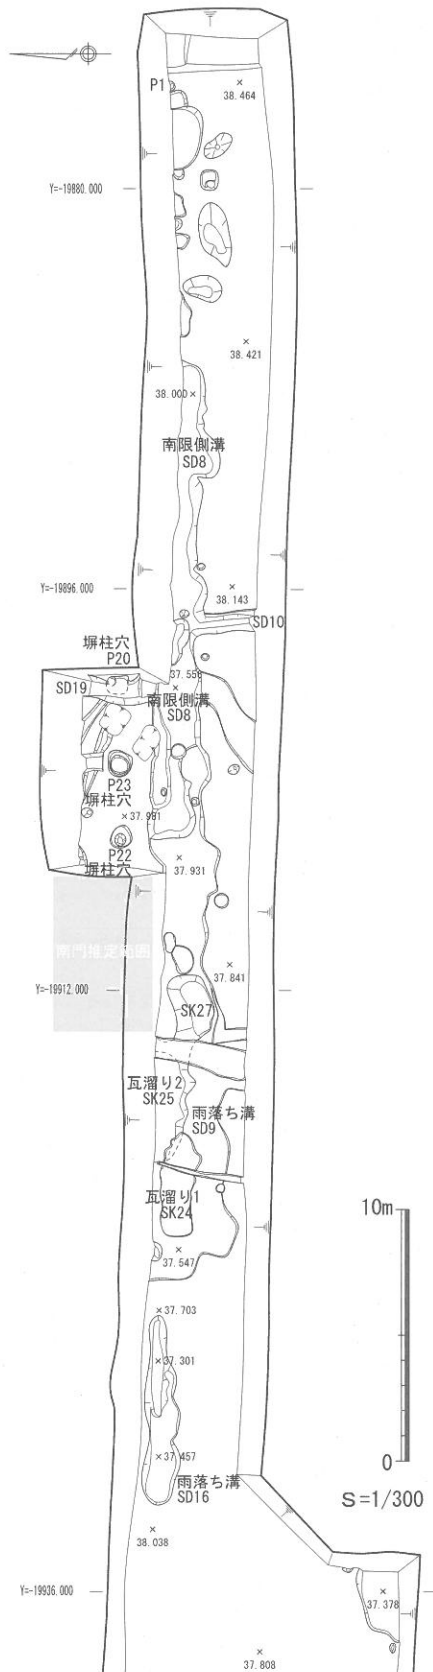 P1
38.464
Y=-19880.000
38.421
38.000
南限側溝
SD8
Y=-19896.000
38.143
SD10
塀柱穴
P20
SD19
37.558
南限側溝
SD8
P23
塀柱穴
37.981
P22
塀柱穴
37.931
南門推定範囲
37.841
Y=-19912.000
SK27
瓦溜り2
SK25
雨落ち溝
SD9
瓦溜り1
SK24
10m
37.547
37.703
37.301
37.457
0
雨落ち溝
SD16
S=1/300
38.038
Y=-19936.000
37.378
37.808